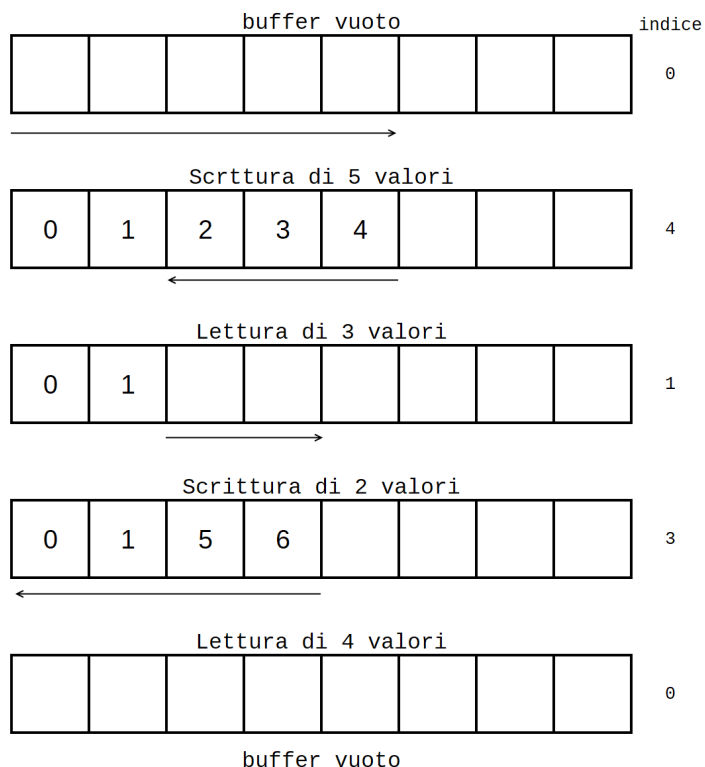 buffer vuoto
indice
0
Scrttura di 5 valori
0 1 2 3 4
4
Lettura di 3 valori
0 1
1
Scrittura di 2 valori
0 1 5 6
3
Lettura di 4 valori
0
buffer vuoto